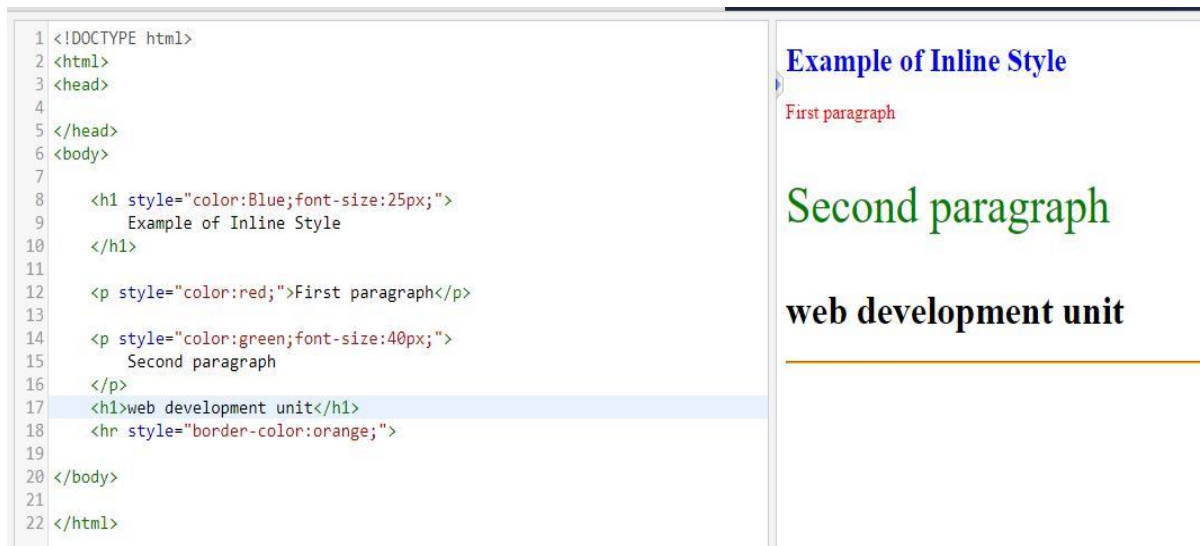 1 <!DOCTYPE html>
2 <html>
3 <head>
4
5 </head>
6 <body>
7
8     <h1 style="color:Blue;font-size:25px;">
9         Example of Inline Style
10     </h1>
11
12     <p style="color:red;">First paragraph</p>
13
14     <p style="color:green;font-size:40px;">
15         Second paragraph
16     </p>
17     <h1>web development unit</h1>
18     <hr style="border-color:orange;">
19
20 </body>
21
22 </html>
Example of Inline Style
First paragraph
Second paragraph
web development unit